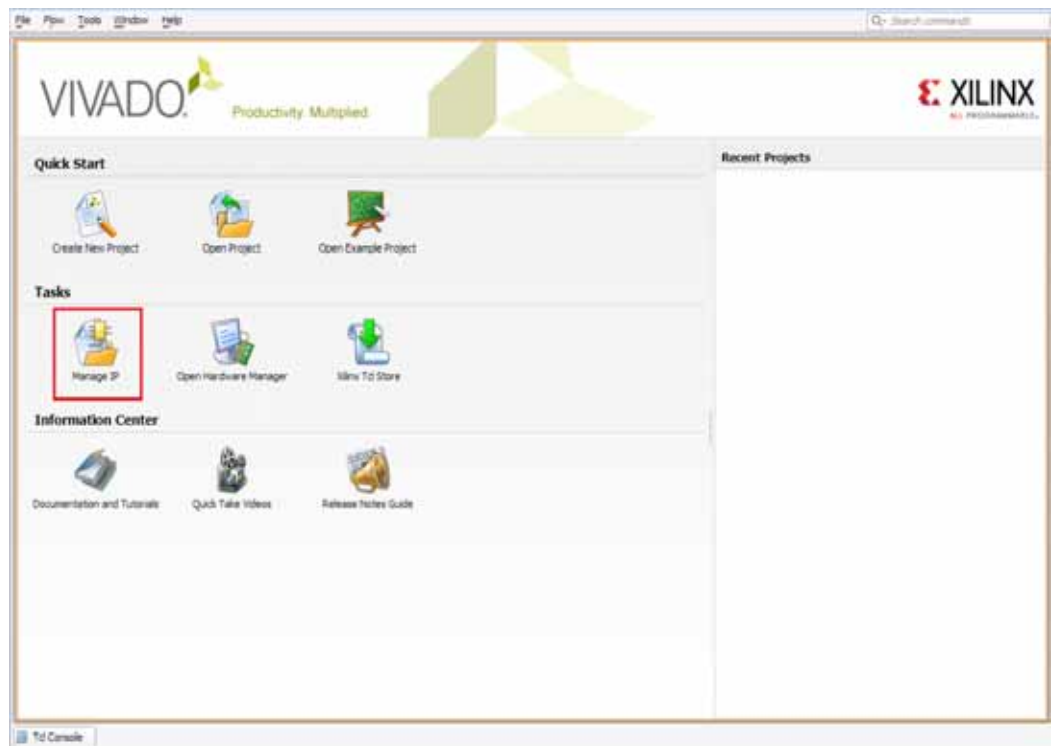 File Flow Tools Window Help
Search commands
VIVADO.
Productivity. Multiplied.
XILINX
ALL PROGRAMMABLE.
Quick Start
Recent Projects
Create New Project
Open Project
Open Example Project
Tasks
Manage IP
Open Hardware Manager
Xilinx Tcl Store
Information Center
Documentation and Tutorials
Quick Take Videos
Release Notes Guide
Tcl Console